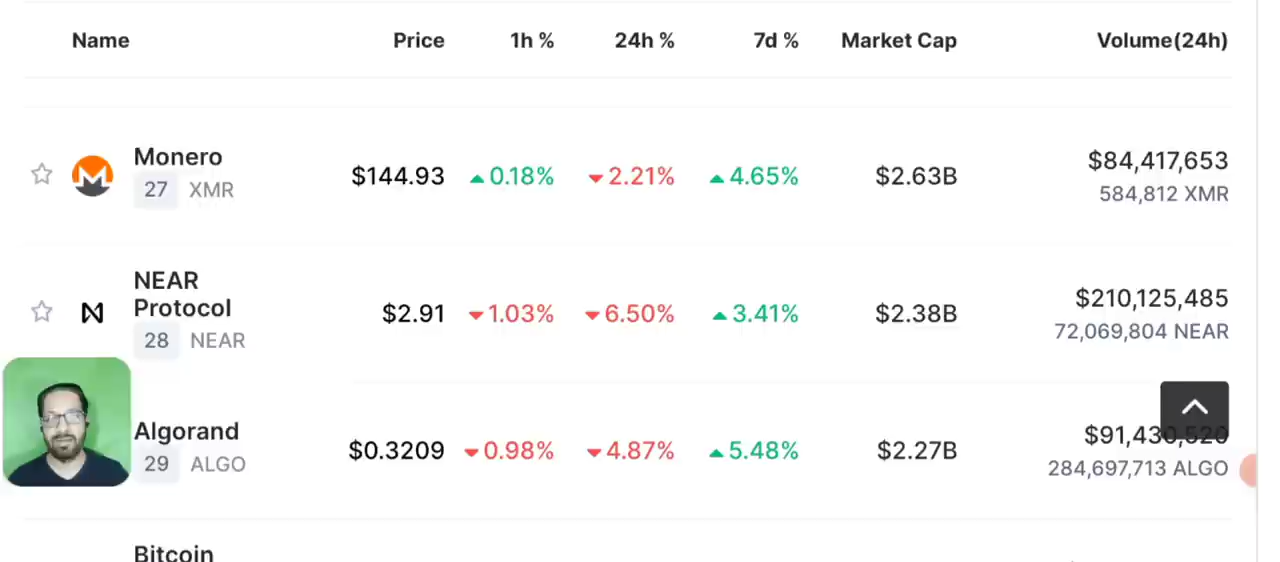 Name Price 1h % 24h % 7d % Market Cap Volume(24h)
Monero
27 XMR
$144.93 0.18% 2.21% 4.65% $2.63B $84,417,653
584,812 XMR
NEAR
Protocol
28 NEAR
$2.91 1.03% 6.50% 3.41% $2.38B $210,125,485
72,069,804 NEAR
Algorand
29 ALGO
$0.3209 0.98% 4.87% 5.48% $2.27B $91,430,520
284,697,713 ALGO
Bitcoin